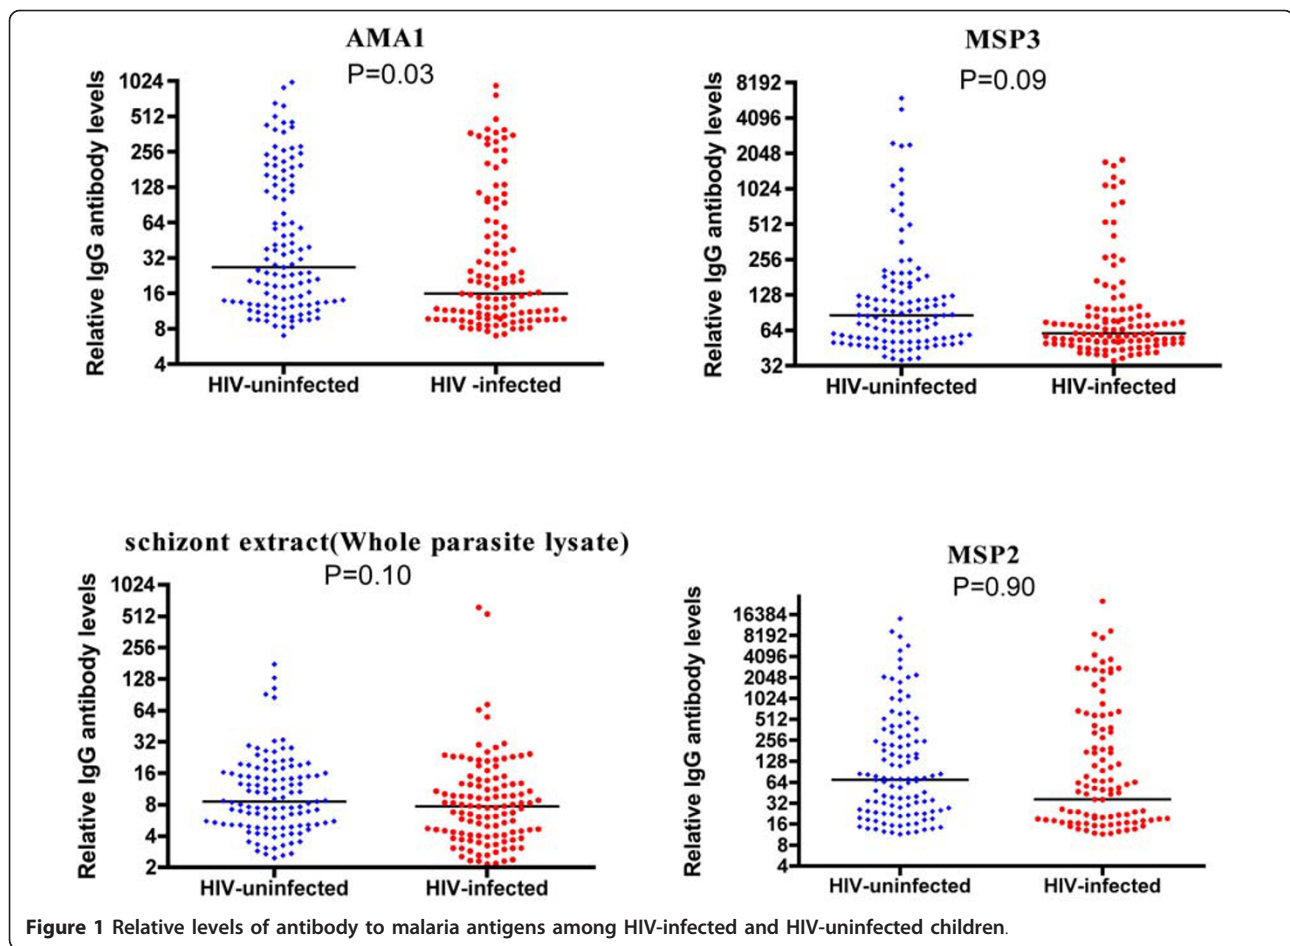 AMA1
P=0.03
Relative IgG antibody levels
1024
512
256
128
64
32
16
8
4
HIV-uninfected
HIV -infected
MSP3
P=0.09
Relative IgG antibody levels
8192
4096
2048
1024
512
256
128
64
32
HIV-uninfected
HIV-infected
schizont extract(Whole parasite lysate)
P=0.10
Relative IgG antibody levels
1024
512
256
128
64
32
16
8
4
2
HIV-uninfected
HIV-infected
MSP2
P=0.90
Relative IgG antibody levels
16384
8192
4096
2048
1024
512
256
128
64
32
16
8
4
HIV-uninfected
HIV-infected
Figure 1 Relative levels of antibody to malaria antigens among HIV-infected and HIV-uninfected children.